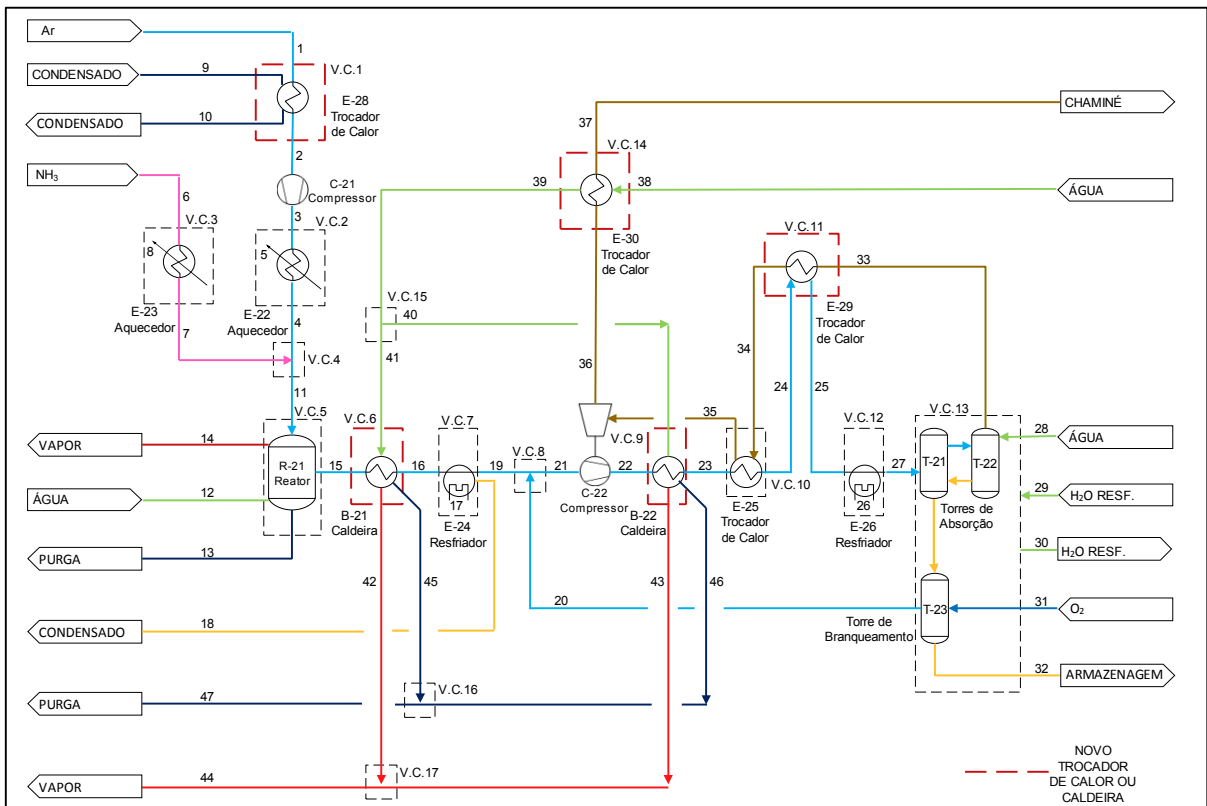 Ar
1
CONDENSADO
9
V.C.1
E-28
Trocador
de Calor
CONDENSADO
10
2
NH₃
6
C-21
Compressor
3
V.C.2
V.C.3
8
5
E-23
Aquecedor
E-22
Aquecedor
7
4
V.C.4
11
V.C.5
VAPOR
14
R-21
Reator
15
ÁGUA
12
PURGA
13
CONDENSADO
18
PURGA
47
VAPOR
44
37
CHAMINÉ
V.C.14
39
38
ÁGUA
E-30
Trocador
de Calor
V.C.15
40
41
36
V.C.11
33
E-29
Trocador
de Calor
34
24
25
35
V.C.6
V.C.7
V.C.8
V.C.9
V.C.10
V.C.12
V.C.13
16
19
21
22
23
27
17
26
B-21
Caldeira
E-24
Resfriador
C-22
Compressor
B-22
Caldeira
E-25
Trocador
de Calor
E-26
Resfriador
T-21
T-22
Torres de
Absorção
28
ÁGUA
29
H₂O RESF.
30
H₂O RESF.
42
45
43
46
20
T-23
Torre de
Branqueamento
31
O₂
32
ARMAZENAGEM
V.C.16
V.C.17
NOVO
TROCADOR
DE CALOR OU
CALDEIRA